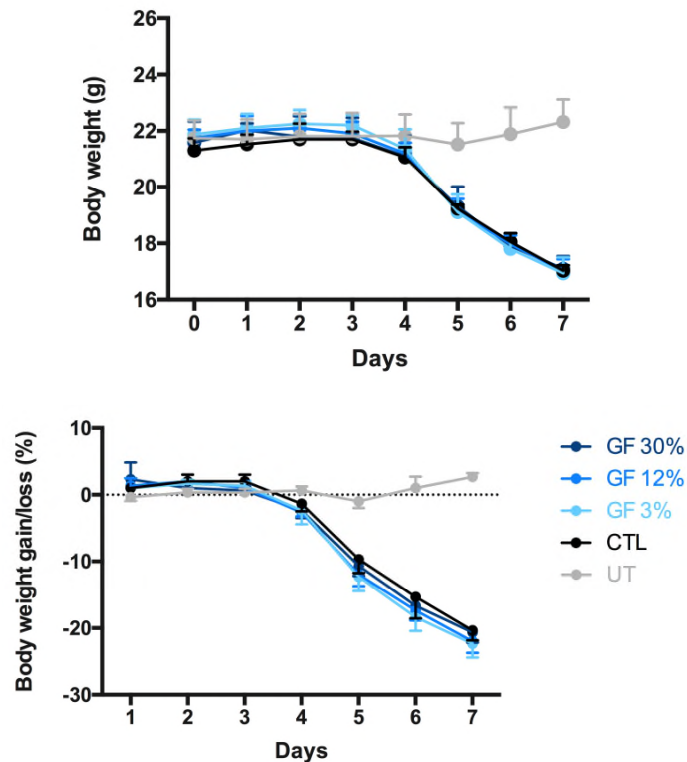 Body weight (g)
26
24
22
20
18
16
0 1 2 3 4 5 6 7
Days
Body weight gain/loss (%)
10
0
-10
-20
-30
1 2 3 4 5 6 7
Days
GF 30%
GF 12%
GF 3%
CTL
UT